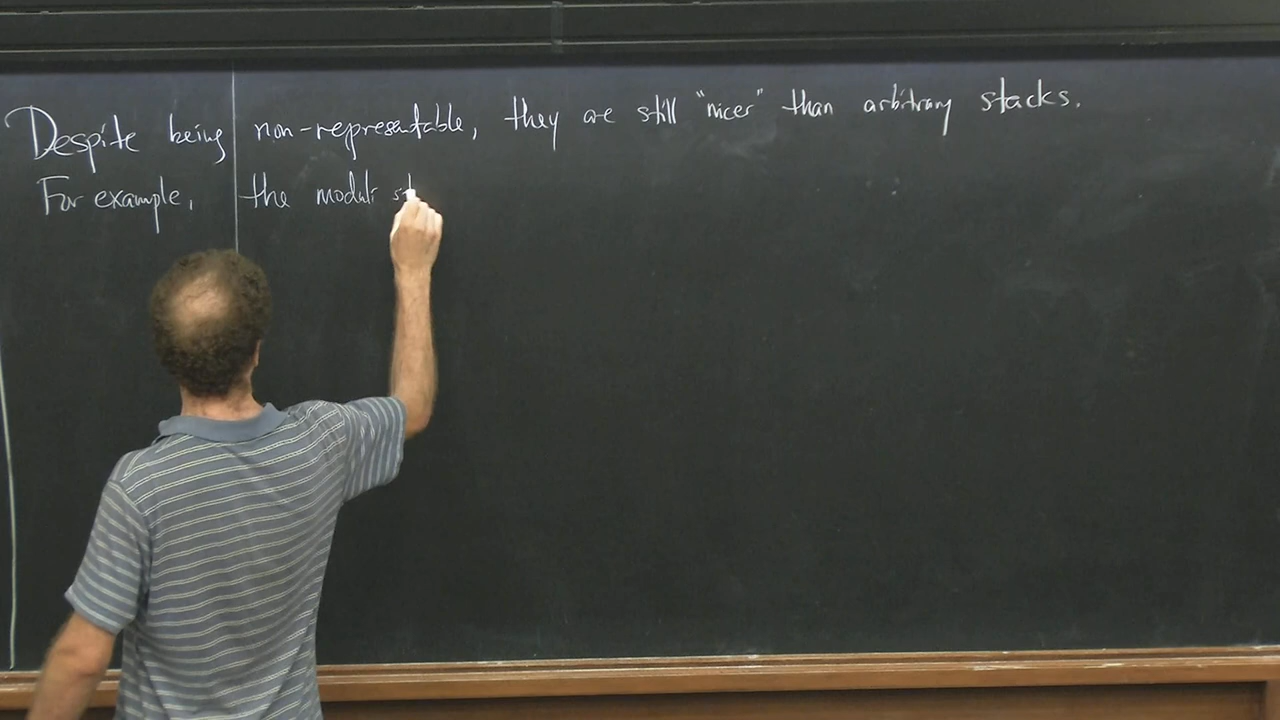 Despite being non-representable, they are still "nicer" than arbitrary stacks.
For example, the moduli st